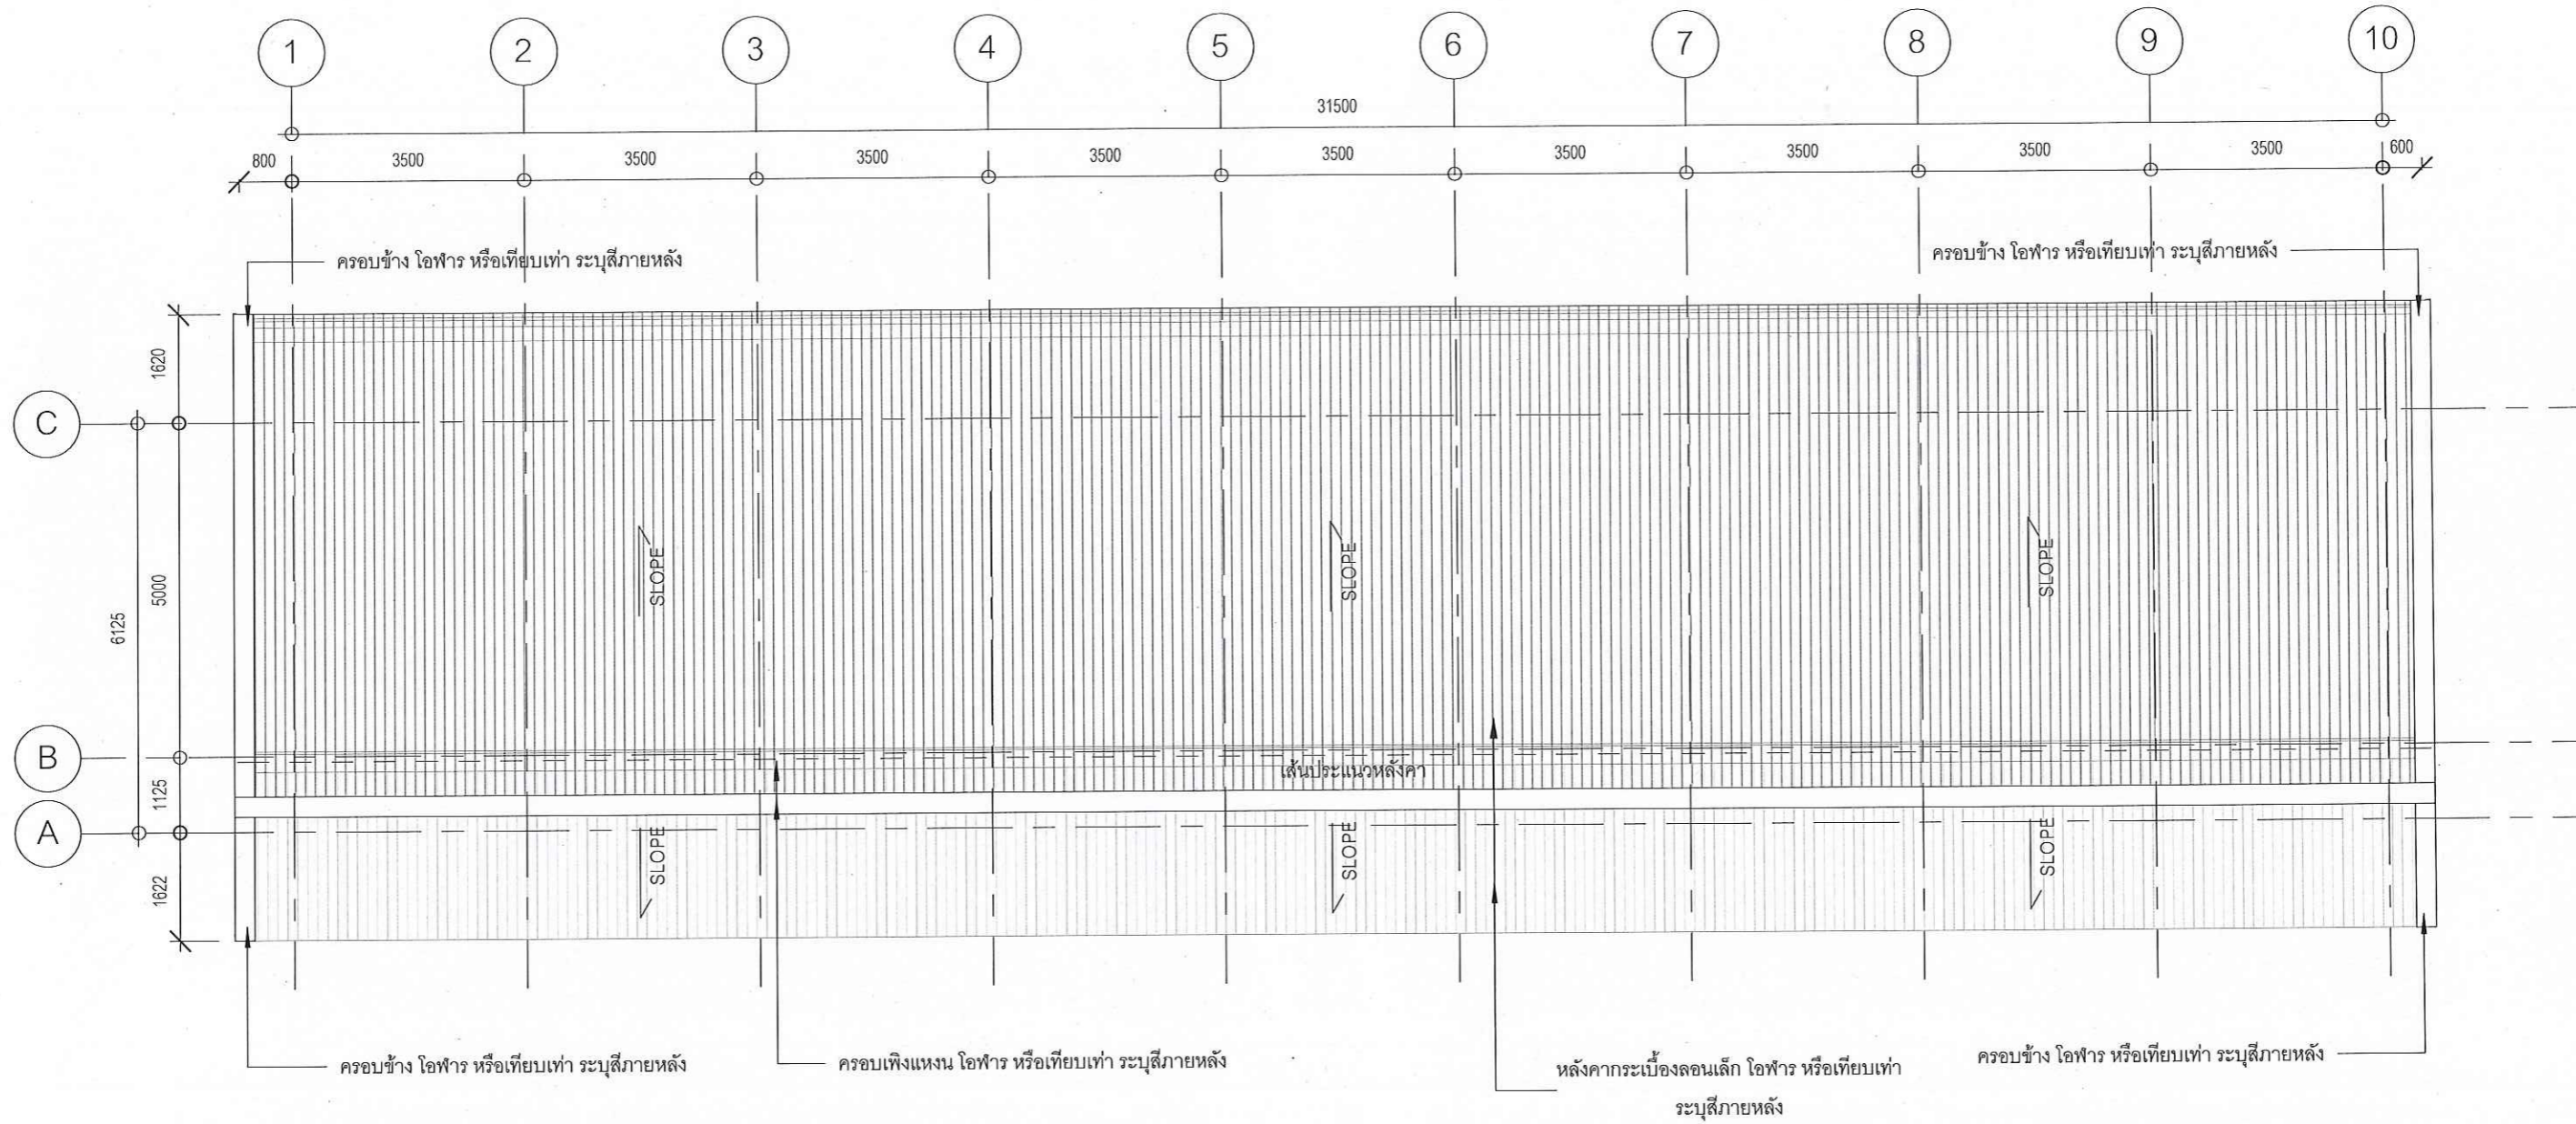 1 2 3 4 5 6 7 8 9 10
31500
800 3500 3500 3500 3500 3500 3500 3500 3500 3500 600
ครอบข้าง โอฬาร หรือเทียบเท่า ระบุสีภายหลัง
ครอบข้าง โอฬาร หรือเทียบเท่า ระบุสีภายหลัง
1620
C
5000
6125
SLOPE SLOPE SLOPE
B
เส้นประแนวหลังคา
1125
A
SLOPE SLOPE SLOPE
1622
ครอบข้าง โอฬาร หรือเทียบเท่า ระบุสีภายหลัง
ครอบเพิงแหงน โอฬาร หรือเทียบเท่า ระบุสีภายหลัง
หลังคากระเบื้องลอนเล็ก โอฬาร หรือเทียบเท่า
ระบุสีภายหลัง
ครอบข้าง โอฬาร หรือเทียบเท่า ระบุสีภายหลัง